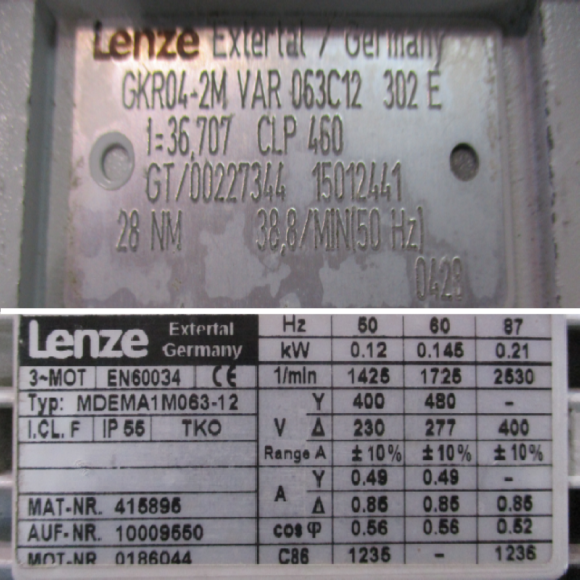 Lenze Extertal / Germany
GKR04-2M VAR 063C12 302 E
1=36,707 CLP 460
GT/00227344 15012441
28 NM 38,8/MIN(50 Hz)
0428
Lenze Extertal Germany
3~MOT EN60034 CE
Typ: MDEMA1M063-12
I.CL. F IP 55 TKO
MAT-NR. 415895
AUF-NR. 10009550
MOT-NR. 0186044
Hz 50 60 87
kW 0.12 0.145 0.21
1/min 1425 1725 2530
V Y 400 480 -
Δ 230 277 400
Range A ±10% ±10% ±10%
A Y 0.49 0.49 -
Δ 0.85 0.85 0.85
cos φ 0.56 0.56 0.52
C86 1235 - 1236